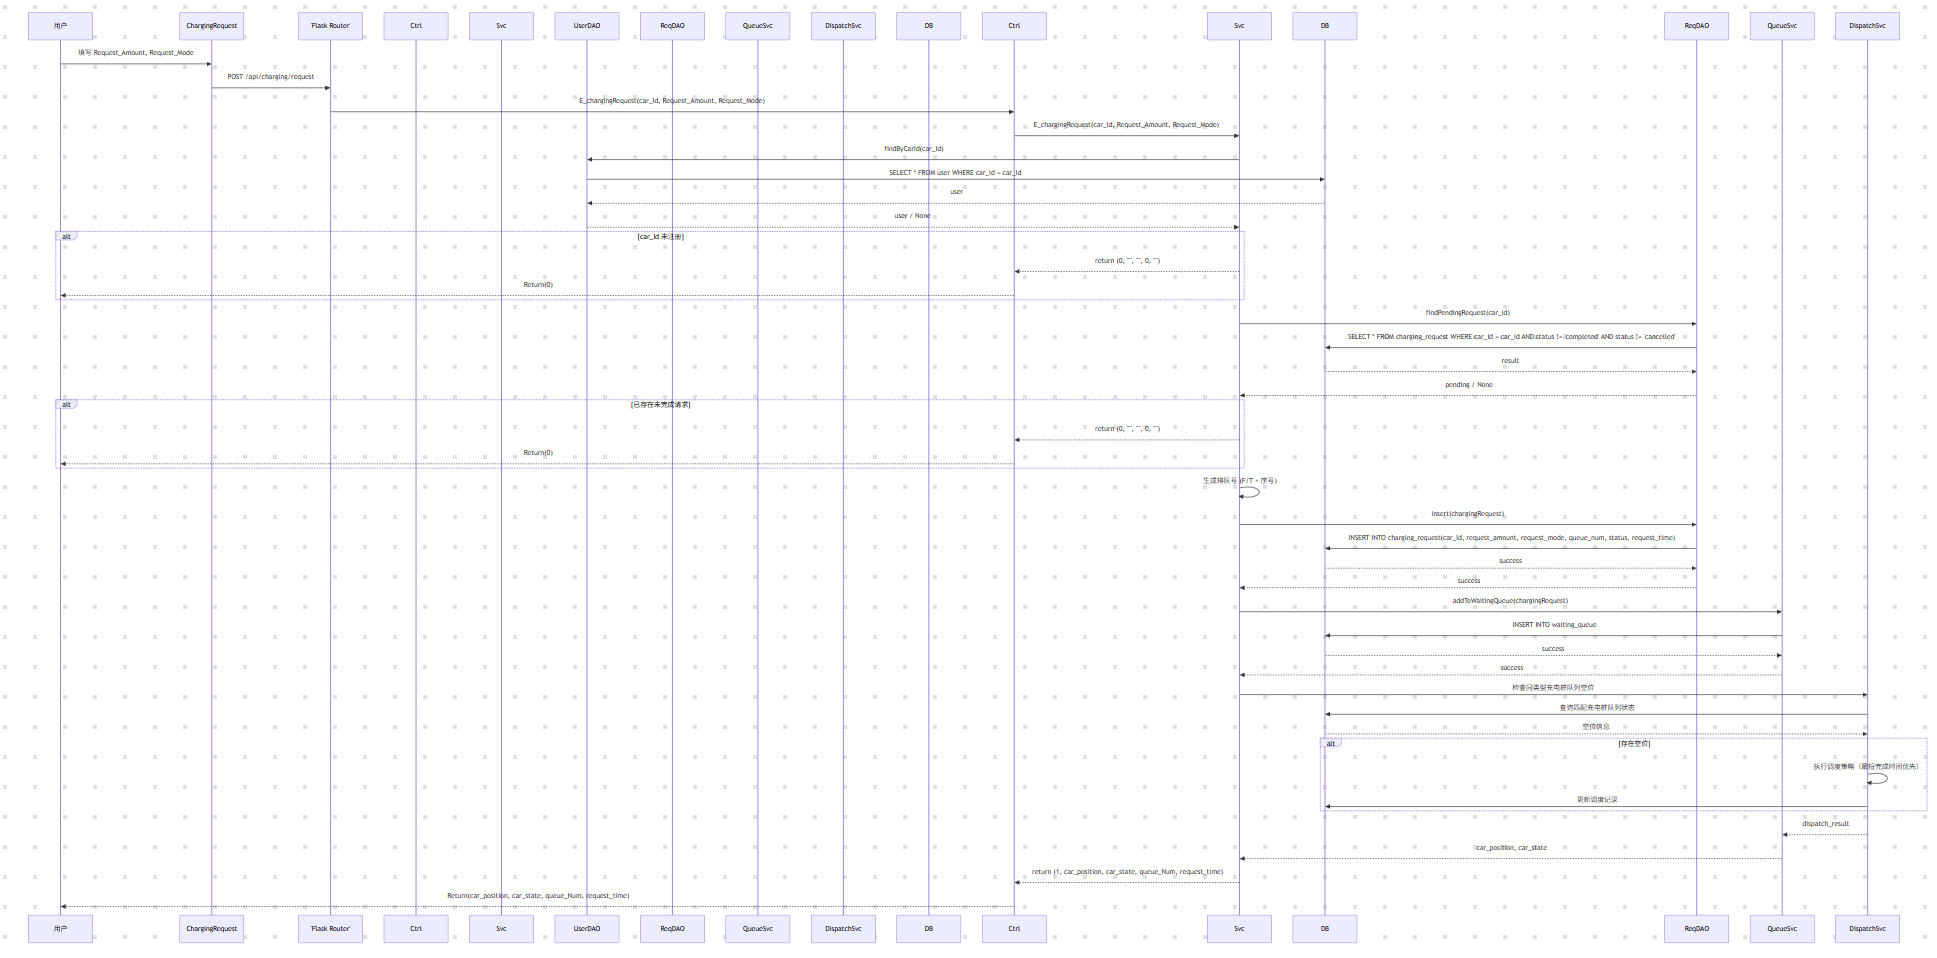 用户 ChargingRequest 'Flask Router' Ctrl Svc UserDAO ReqDAO QueueSvc DispatchSvc DB Ctrl Svc DB ReqDAO QueueSvc DispatchSvc
填写 Request_Amount, Request_Mode
POST /api/charging/request
E_chargingRequest(car_Id, Request_Amount, Request_Mode)
E_chargingRequest(car_Id, Request_Amount, Request_Mode)
findByCarId(car_Id)
SELECT * FROM user WHERE car_id = car_Id
user
user / None
alt [car_Id 未注册]
return (0, "", "", 0, "")
Return(0)
findPendingRequest(car_Id)
SELECT * FROM charging_request WHERE car_id = car_Id AND status != 'completed' AND status != 'cancelled'
result
pending / None
alt [已存在未完成请求]
return (0, "", "", 0, "")
Return(0)
生成排队号 (F/T + 序号)
insert(chargingRequest)
INSERT INTO charging_request(car_id, request_amount, request_mode, queue_num, status, request_time)
success
success
addToWaitingQueue(chargingRequest)
INSERT INTO waiting_queue
success
success
检查同类型充电桩队列空位
查询匹配充电桩队列状态
空位信息
alt [存在空位]
执行调度策略（最短完成时间优先）
更新调度记录
dispatch_result
car_position, car_state
return (1, car_position, car_state, queue_Num, request_time)
Return(car_position, car_state, queue_Num, request_time)
用户 ChargingRequest 'Flask Router' Ctrl Svc UserDAO ReqDAO QueueSvc DispatchSvc DB Ctrl Svc DB ReqDAO QueueSvc DispatchSvc